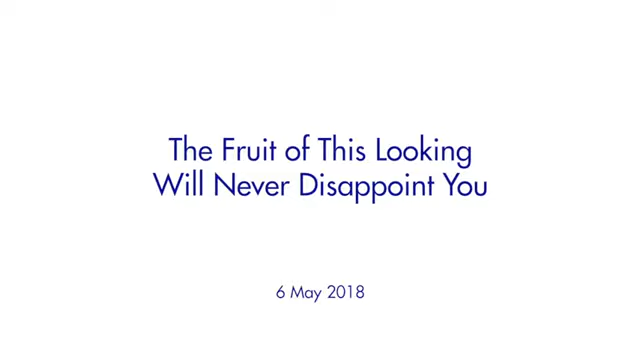 The Fruit of This Looking
Will Never Disappoint You
6 May 2018